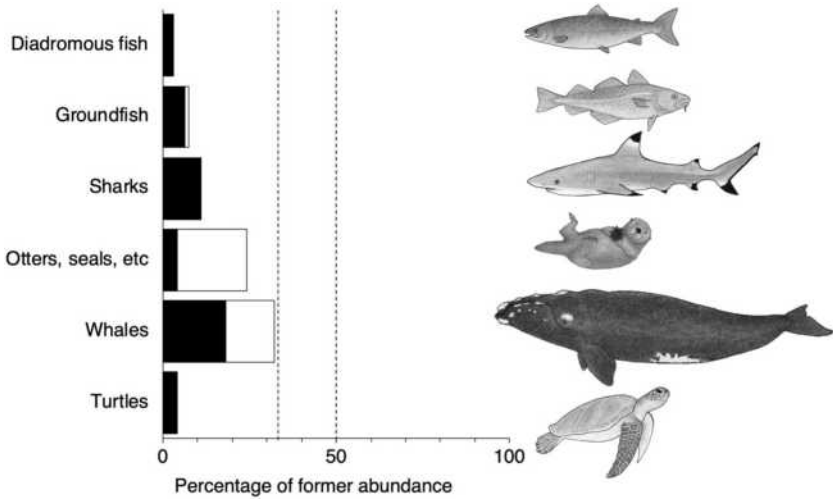 Diadromous fish
Groundfish
Sharks
Otters, seals, etc
Whales
Turtles
0 50 100
Percentage of former abundance